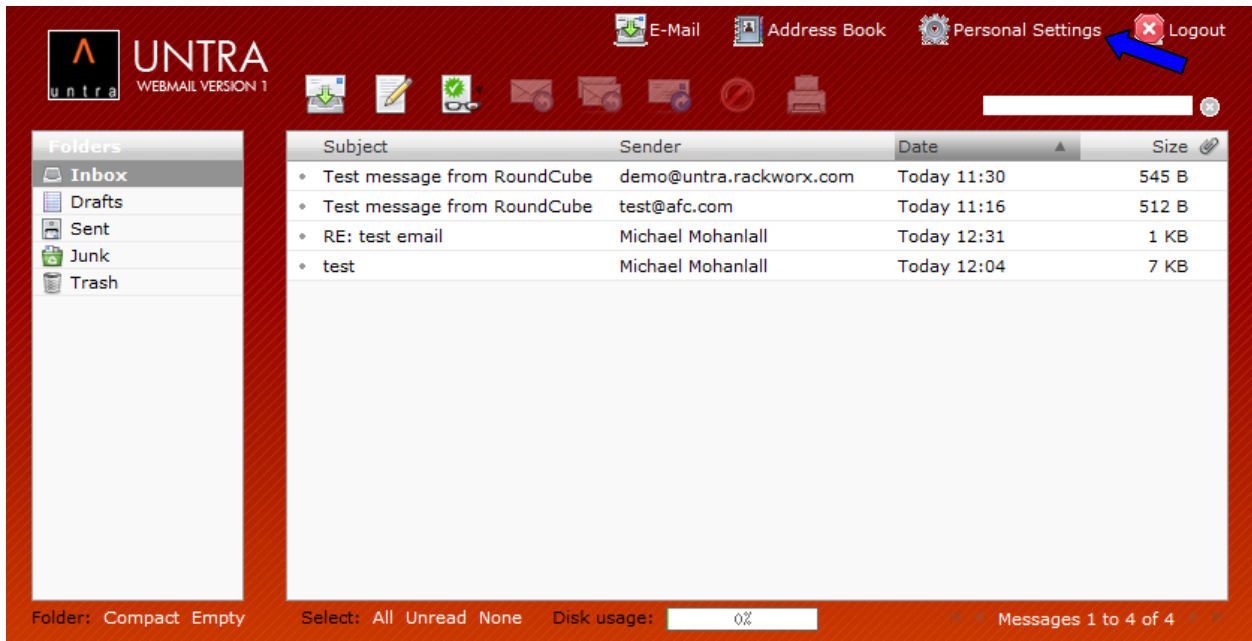 E-Mail Address Book Personal Settings Logout
UNTRA
WEBMAIL VERSION 1
untra
Folders
Inbox
Drafts
Sent
Junk
Trash
Subject Sender Date Size
Test message from RoundCube demo@untra.rackworx.com Today 11:30 545 B
Test message from RoundCube test@afc.com Today 11:16 512 B
RE: test email Michael Mohanlall Today 12:31 1 KB
test Michael Mohanlall Today 12:04 7 KB
Folder: Compact Empty Select: All Unread None Disk usage: 0% Messages 1 to 4 of 4